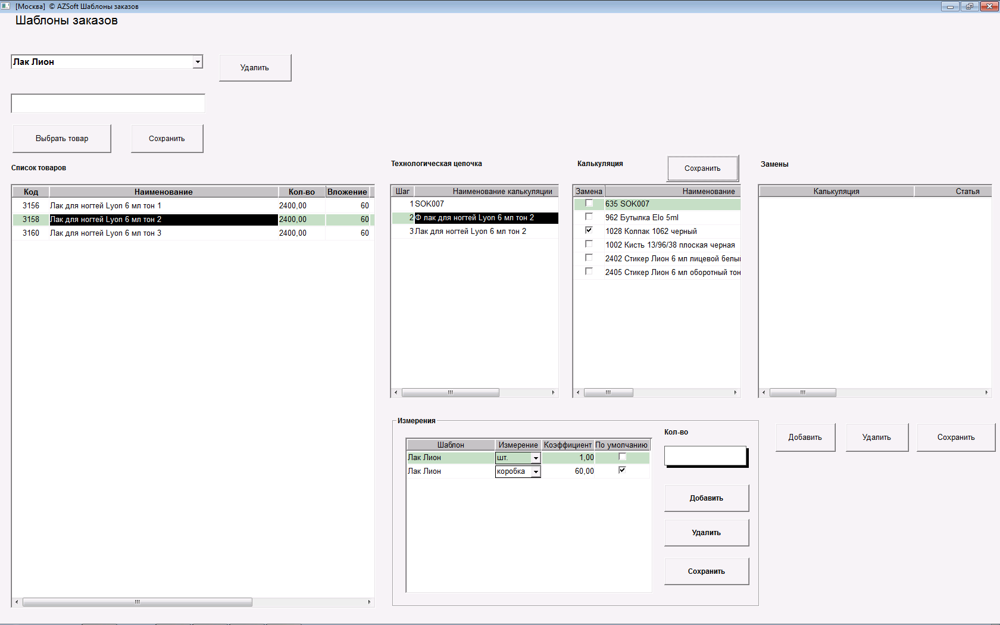 [Москва] © AZSoft Шаблоны заказов
Шаблоны заказов
Лак Лион
Удалить
Выбрать товар
Сохранить
Список товаров
Код Наименование Кол-во Вложение
3156 Лак для ногтей Lyon 6 мл тон 1 2400,00 60
3158 Лак для ногтей Lyon 6 мл тон 2 2400,00 60
3160 Лак для ногтей Lyon 6 мл тон 3 2400,00 60
Технологическая цепочка
Шаг Наименование калькуляции
1 SOK007
2 Ф лак для ногтей Lyon 6 мл тон 2
3 Лак для ногтей Lyon 6 мл тон 2
Калькуляция
Сохранить
Замена Наименование
635 SOK007
962 Бутылка Elo 5ml
1028 Колпак 1062 черный
1002 Кисть 13/96/38 плоская черная
2402 Стикер Лион 6 мл лицевой белы
2405 Стикер Лион 6 мл оборотный тон
Замены
Калькуляция Статья
Добавить
Удалить
Сохранить
Измерения
Шаблон Измерение Коэффициент По умолчанию
Лак Лион шт. 1,00
Лак Лион коробка 60,00
Кол-во
Добавить
Удалить
Сохранить